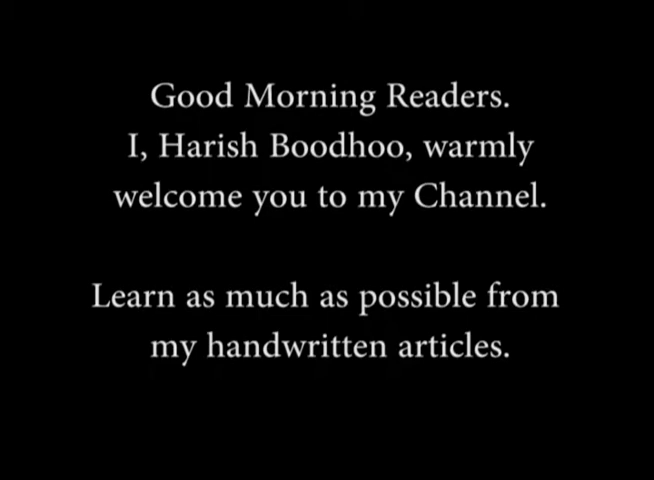 Good Morning Readers.
I, Harish Boodhoo, warmly
welcome you to my Channel.
Learn as much as possible from
my handwritten articles.